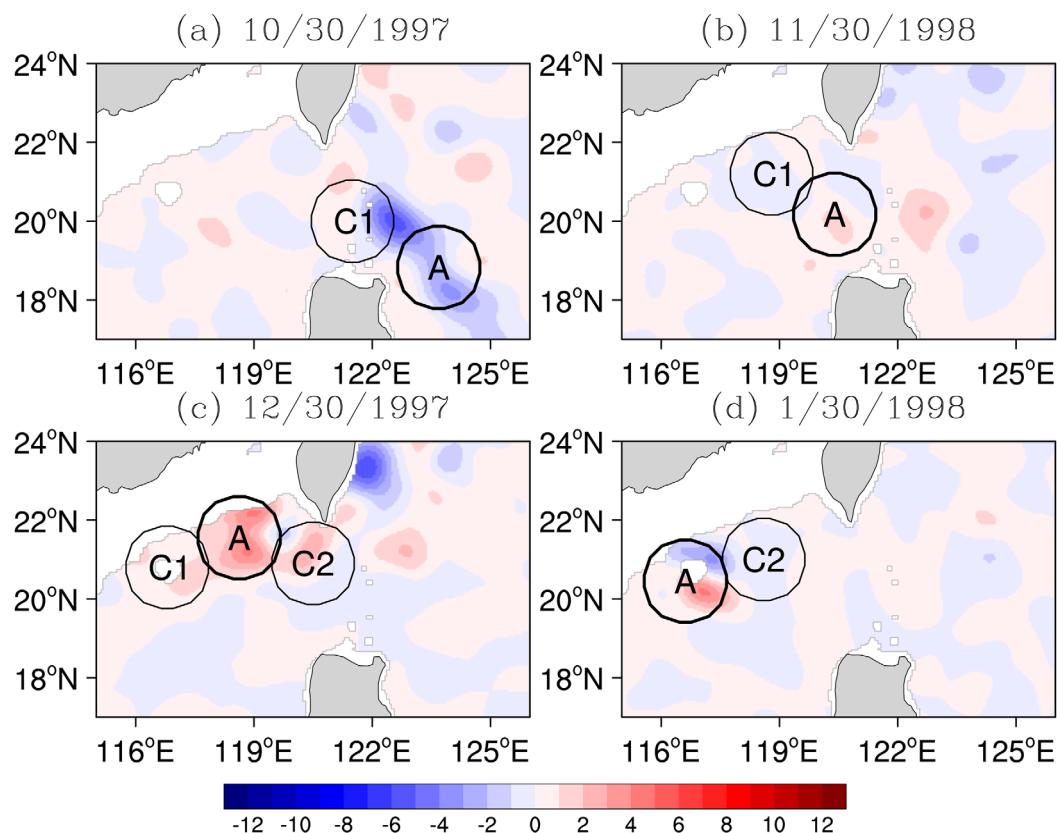 (a) 10/30/1997
(b) 11/30/1998
24°N
22°N
20°N
18°N
C1
A
116°E 119°E 122°E 125°E
24°N
22°N
20°N
18°N
C1
A
116°E 119°E 122°E 125°E
(c) 12/30/1997
(d) 1/30/1998
24°N
22°N
20°N
18°N
A
C1
C2
116°E 119°E 122°E 125°E
24°N
22°N
20°N
18°N
C2
A
116°E 119°E 122°E 125°E
-12 -10 -8 -6 -4 -2 0 2 4 6 8 10 12